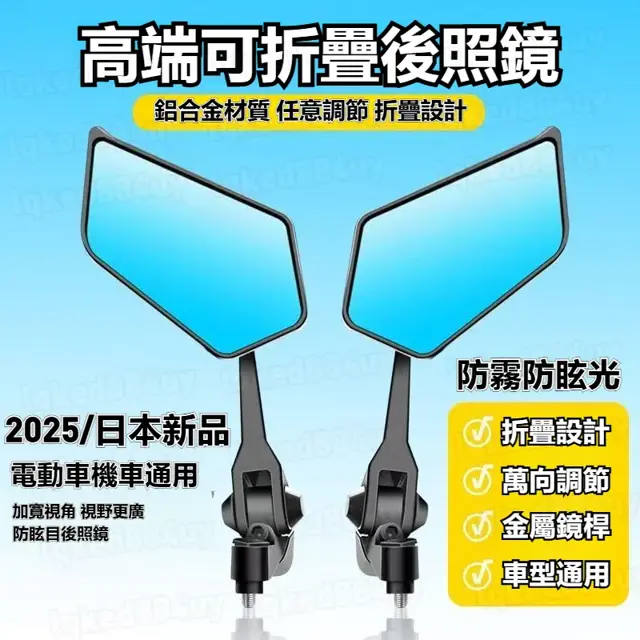 高端可折疊後照鏡
鋁合金材質 任意調節 折疊設計
2025/日本新品
電動車機車通用
加寬視角 視野更廣
防眩目後照鏡
防霧防眩光
折疊設計
萬向調節
金屬鏡桿
車型通用